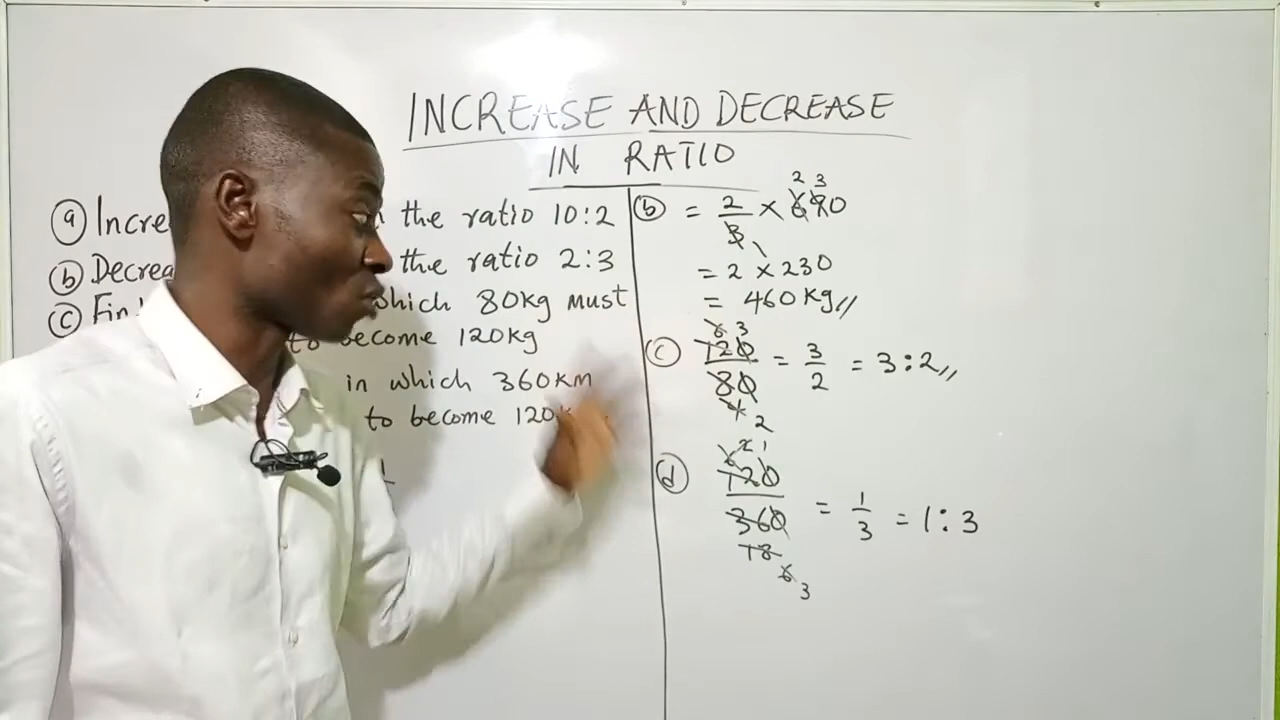 INCREASE AND DECREASE
IN RATIO
(a) Incre the ratio 10:2
(b) Decrea the ratio 2:3
(c) Fin which 80kg must
to become 120kg
in which 360km
to become 120
(b) = 2/3 × 690
= 2 × 230
= 460kg//
(c) 120/80 = 3/2 = 3:2//
(d) 120/360 = 1/3 = 1:3